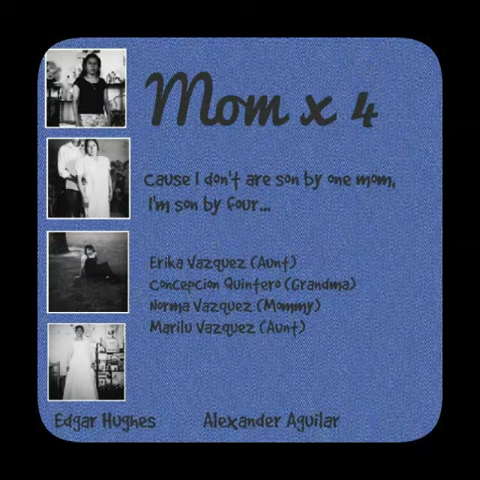 Mom x 4
Cause I don't are son by one mom,
I'm son by four...
Erika Vazquez (Aunt)
Concepcion Quintero (Grandma)
Norma Vazquez (Mommy)
Marilu Vazquez (Aunt)
Edgar Hughes Alexander Aguilar